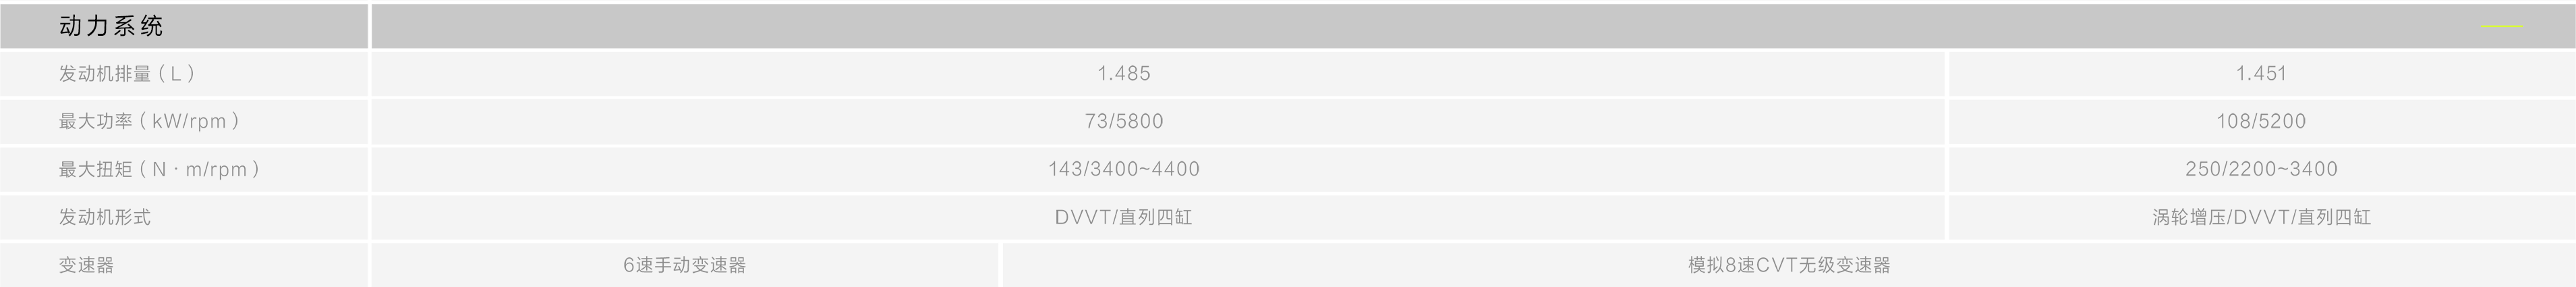 动力系统
发动机排量（L） 1.485 1.451
最大功率（kW/rpm） 73/5800 108/5200
最大扭矩（N·m/rpm） 143/3400~4400 250/2200~3400
发动机形式 DVVT/直列四缸 涡轮增压/DVVT/直列四缸
变速器 6速手动变速器 模拟8速CVT无级变速器